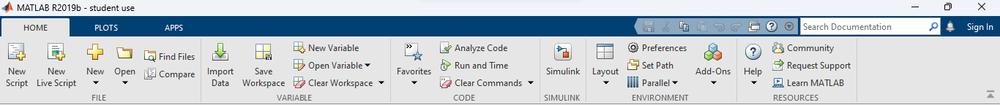 MATLAB R2019b - student use
HOME PLOTS APPS
Search Documentation
Sign In
New Script
New Live Script
New
Open
Find Files
Compare
FILE
Import Data
Save Workspace
New Variable
Open Variable
Clear Workspace
VARIABLE
Favorites
Analyze Code
Run and Time
Clear Commands
CODE
Simulink
SIMULINK
Layout
Preferences
Set Path
Parallel
Add-Ons
ENVIRONMENT
Help
Community
Request Support
Learn MATLAB
RESOURCES